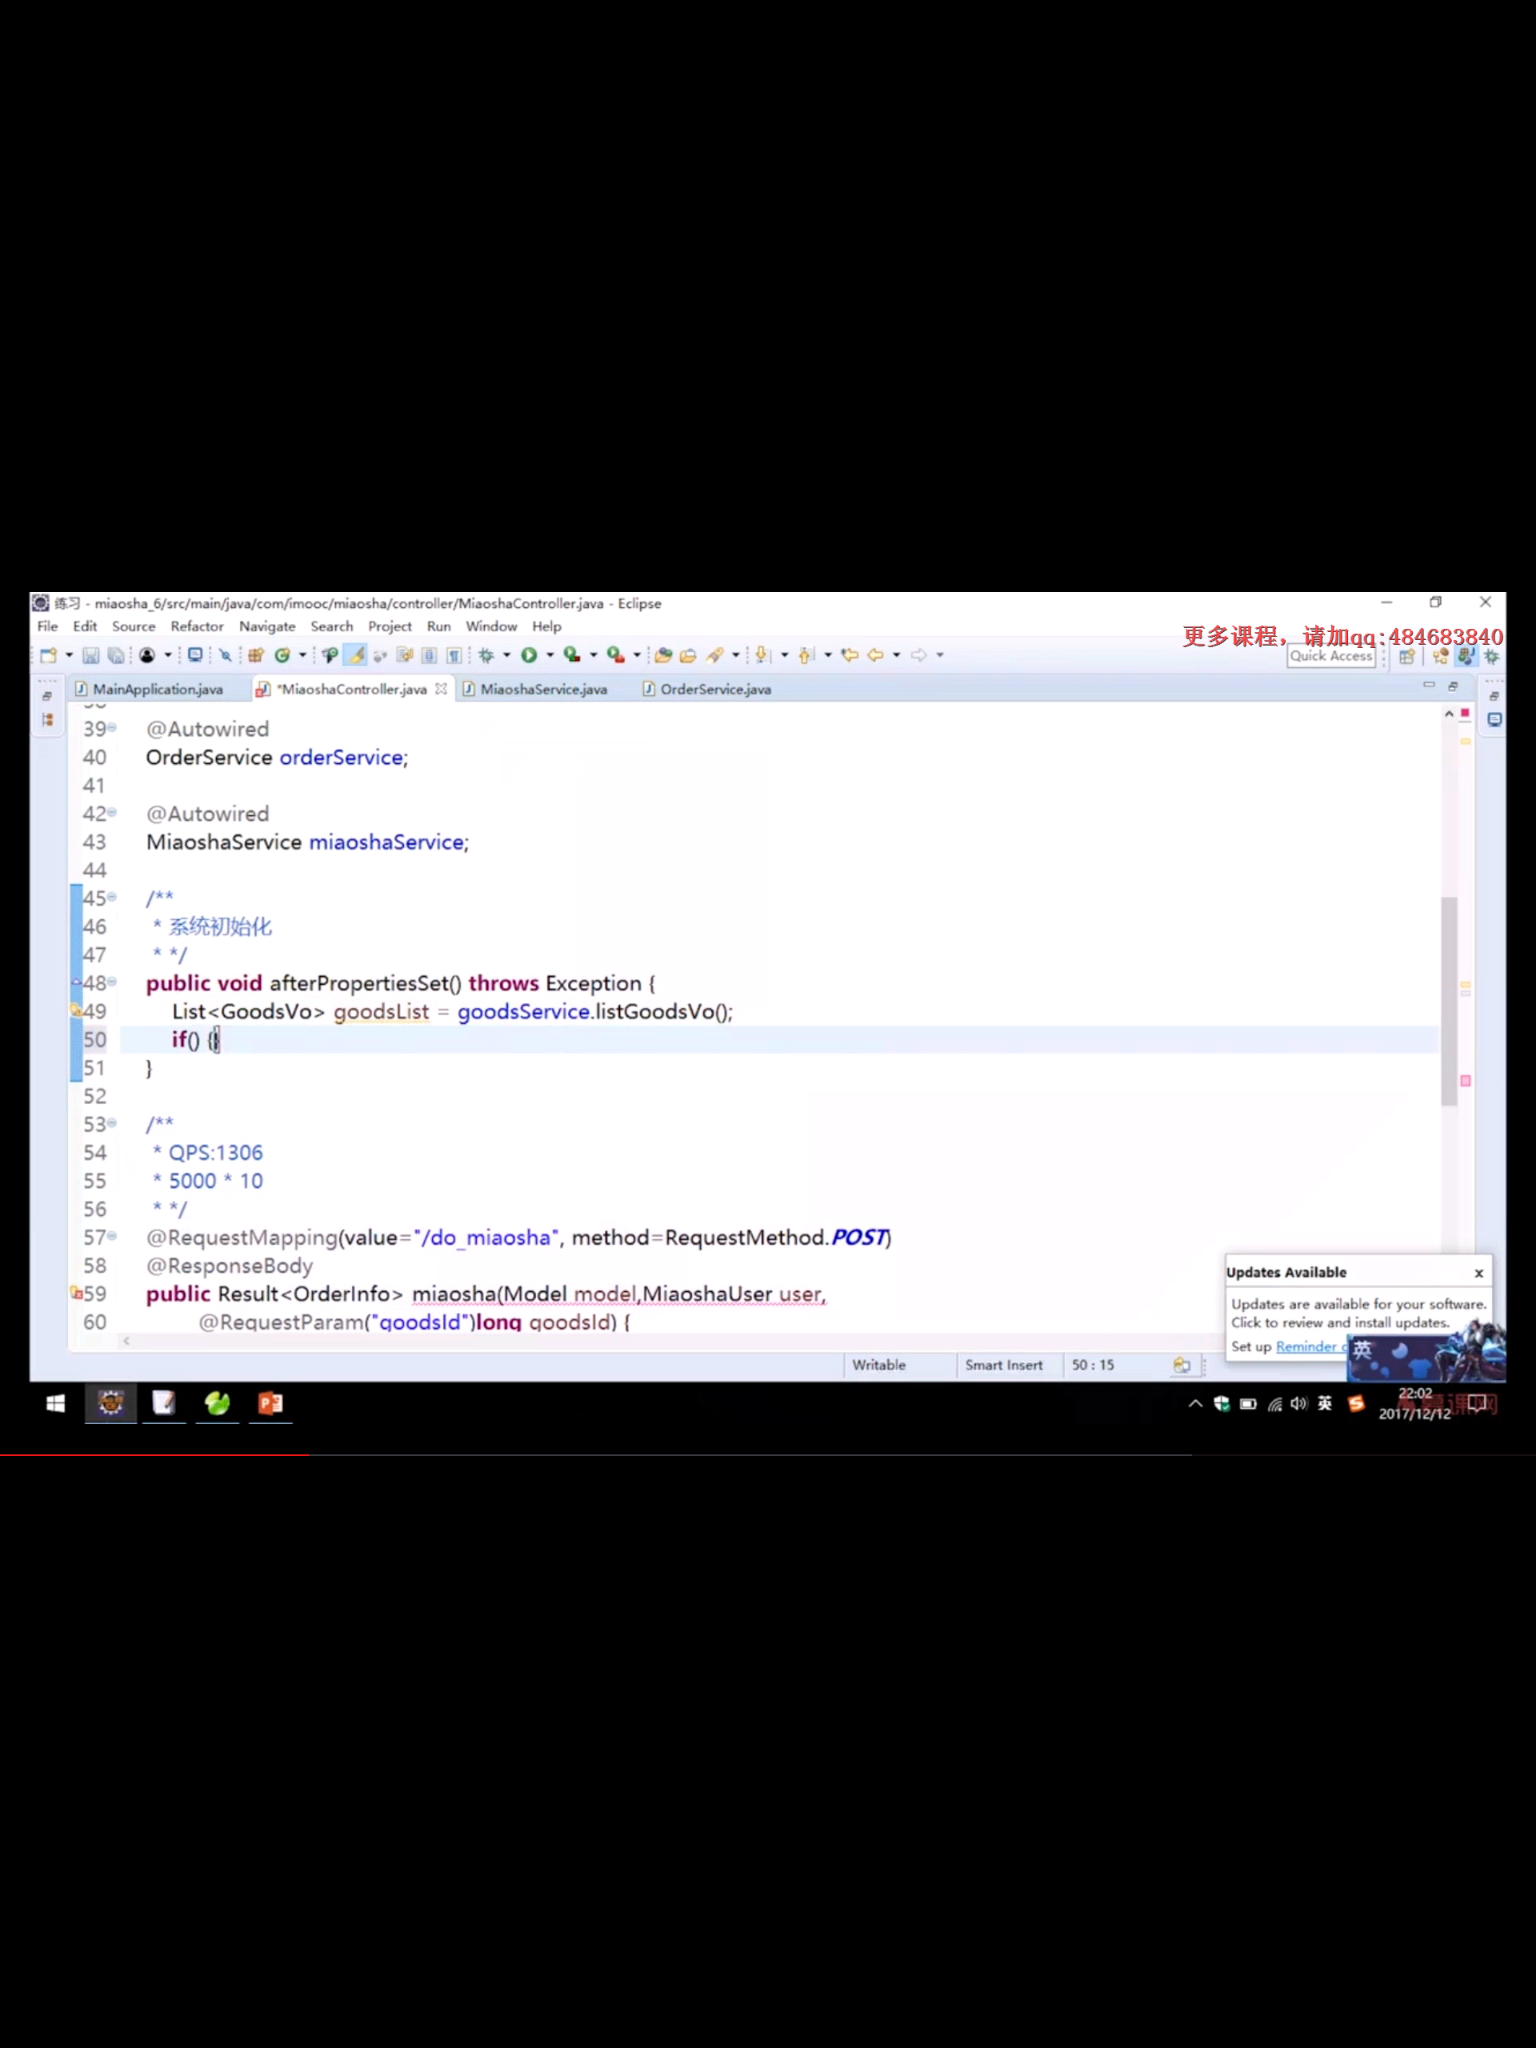 练习 - miaosha_6/src/main/java/com/imooc/miaosha/controller/MiaoshaController.java - Eclipse
File Edit Source Refactor Navigate Search Project Run Window Help
更多课程，请加qq:484683840
Quick Access
MainApplication.java *MiaoshaController.java MiaoshaService.java OrderService.java
39 @Autowired
40 OrderService orderService;
41
42 @Autowired
43 MiaoshaService miaoshaService;
44
45 /**
46 * 系统初始化
47 * */
48 public void afterPropertiesSet() throws Exception {
49 List<GoodsVo> goodsList = goodsService.listGoodsVo();
50 if() {}
51 }
52
53 /**
54 * QPS:1306
55 * 5000 * 10
56 * */
57 @RequestMapping(value="/do_miaosha", method=RequestMethod.POST)
58 @ResponseBody
59 public Result<OrderInfo> miaosha(Model model,MiaoshaUser user,
60 @RequestParam("goodsId")long goodsId) {
Updates Available x
Updates are available for your software.
Click to review and install updates.
Set up Reminder
英
Writable Smart Insert 50 : 15
英
22:02
2017/12/12